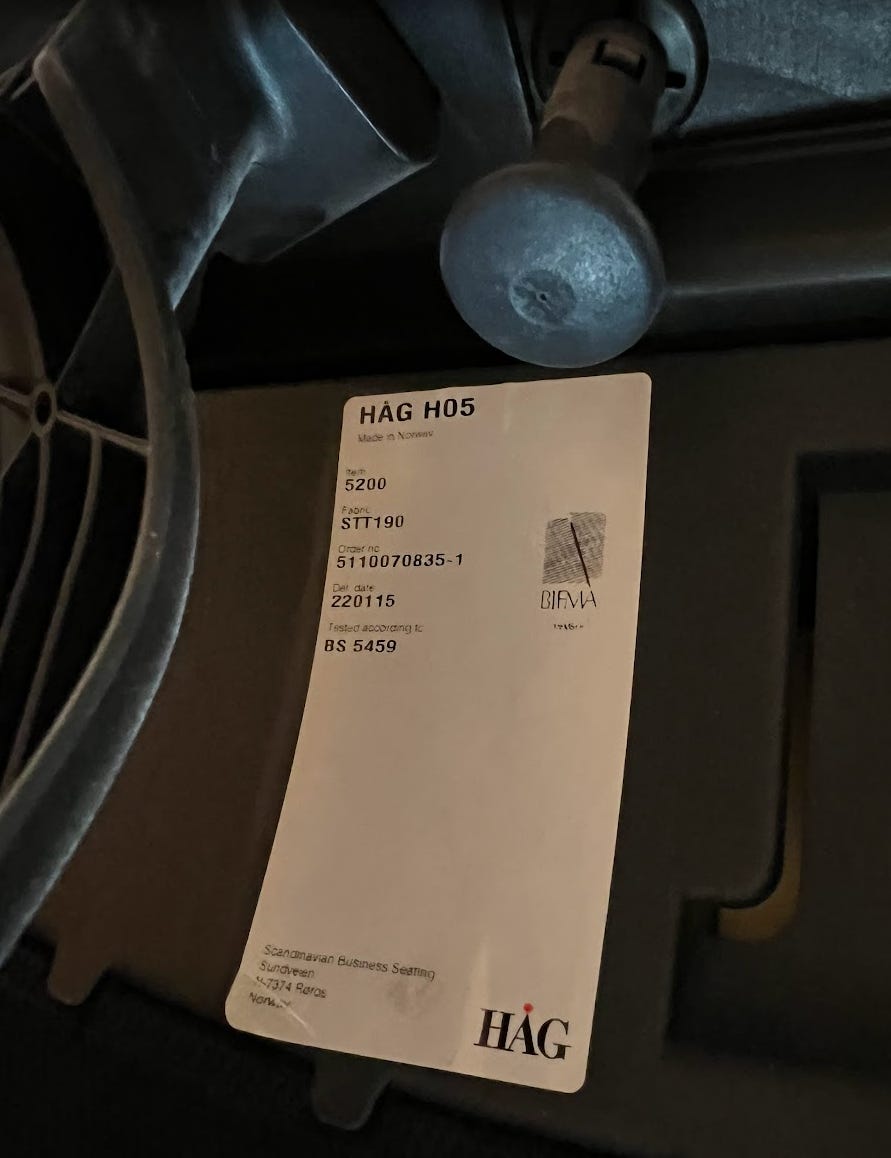 HÅG H05
Made in Norway
Item
5200
Fabric
STT190
Order no
5110070835-1
Del. date
220115
Tested according to
BS 5459
BIFMA
Scandinavian Business Seating
Sundveien
N-7374 Røros
Norway
HÅG